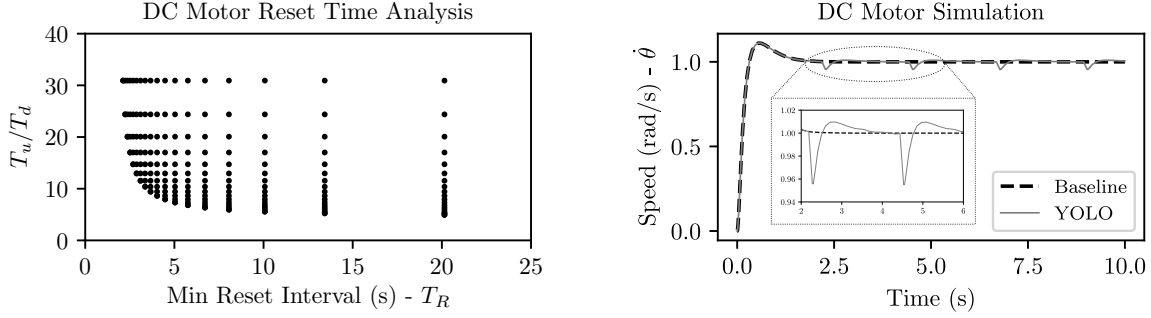 DC Motor Reset Time Analysis
40
30
20
10
0
T_u/T_d
0 5 10 15 20 25
Min Reset Interval (s) - T_R
DC Motor Simulation
1.0
0.5
0.0
Speed (rad/s) - θ̇
1.02
1.00
0.98
0.96
0.94
2 3 4 5 6
Baseline
YOLO
0.0 2.5 5.0 7.5 10.0
Time (s)